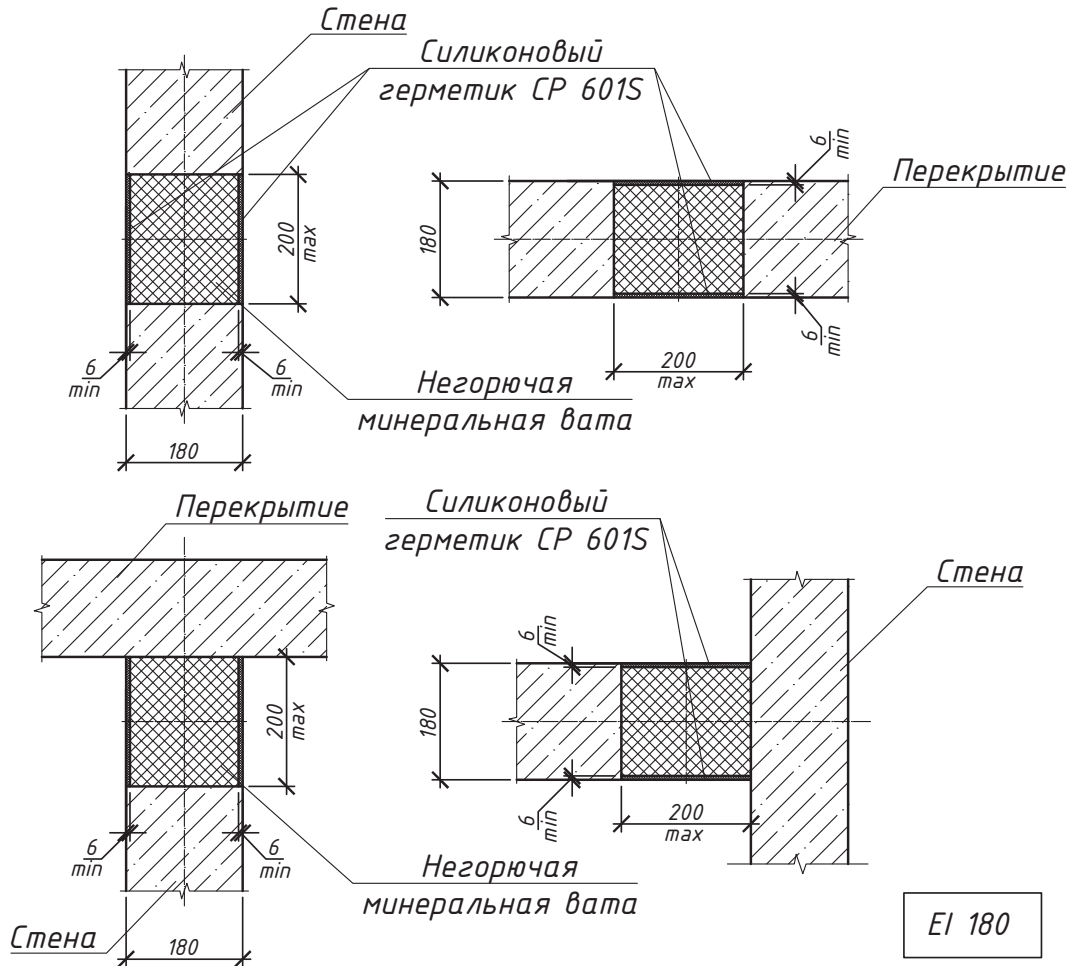 Стена
Силиконовый
герметик СР 601S
200
max
6
min
6
min
180
Негорючая
минеральная вата
6
min
Перекрытие
180
6
min
200
max
Перекрытие
200
max
6
min
6
min
Негорючая
минеральная вата
Стена
180
Силиконовый
герметик СР 601S
Стена
6
min
180
6
min
200
max
EI 180